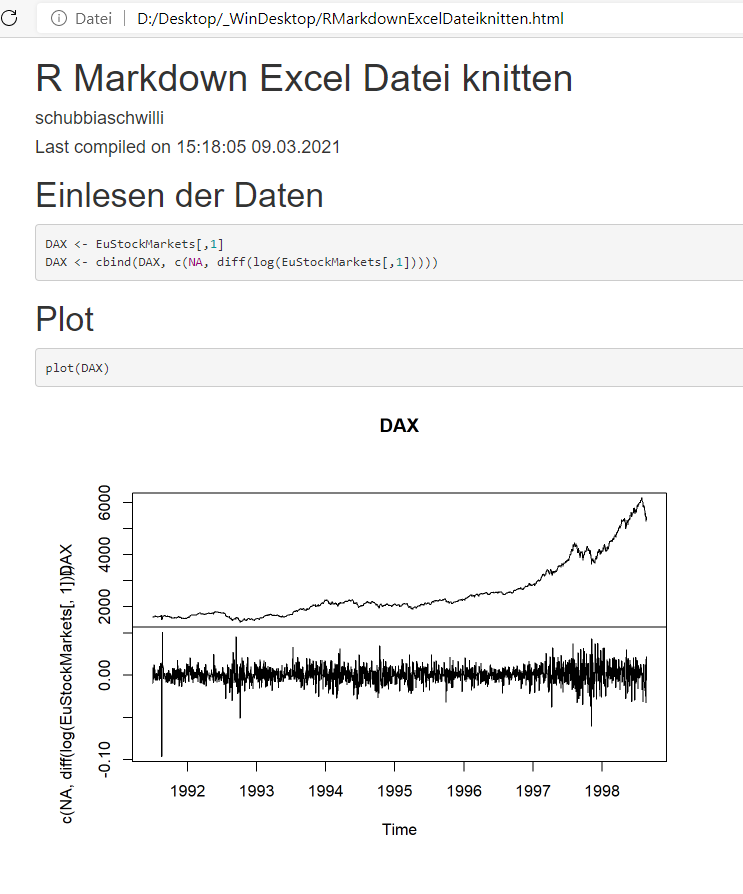 Datei | D:/Desktop/_WinDesktop/RMarkdownExcelDateiknitten.html
R Markdown Excel Datei knitten
schubbiaschwilli
Last compiled on 15:18:05 09.03.2021
Einlesen der Daten
DAX <- EuStockMarkets[,1]
DAX <- cbind(DAX, c(NA, diff(log(EuStockMarkets[,1]))))
Plot
plot(DAX)
DAX
DAX
2000 4000 6000
c(NA, diff(log(EuStockMarkets[, 1])))
-0.10 0.00
1992 1993 1994 1995 1996 1997 1998
Time